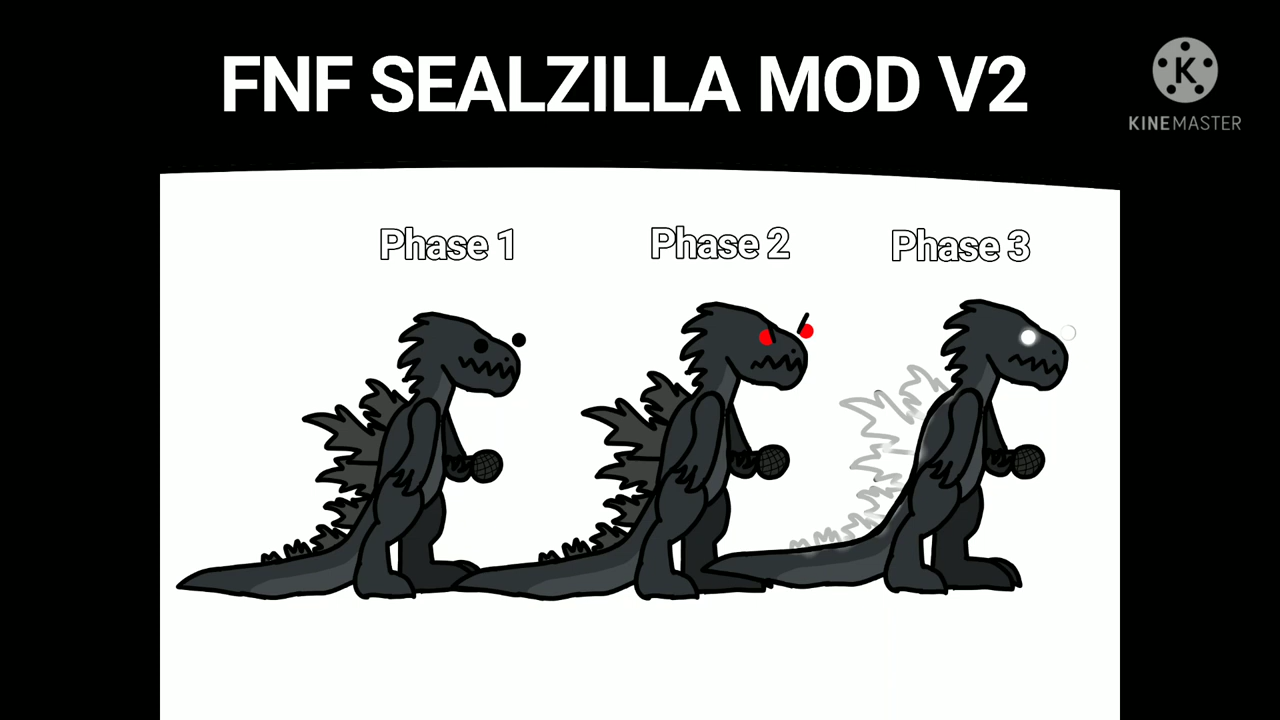 FNF SEALZILLA MOD V2
K
KINEMASTER
Phase 1
Phase 2
Phase 3